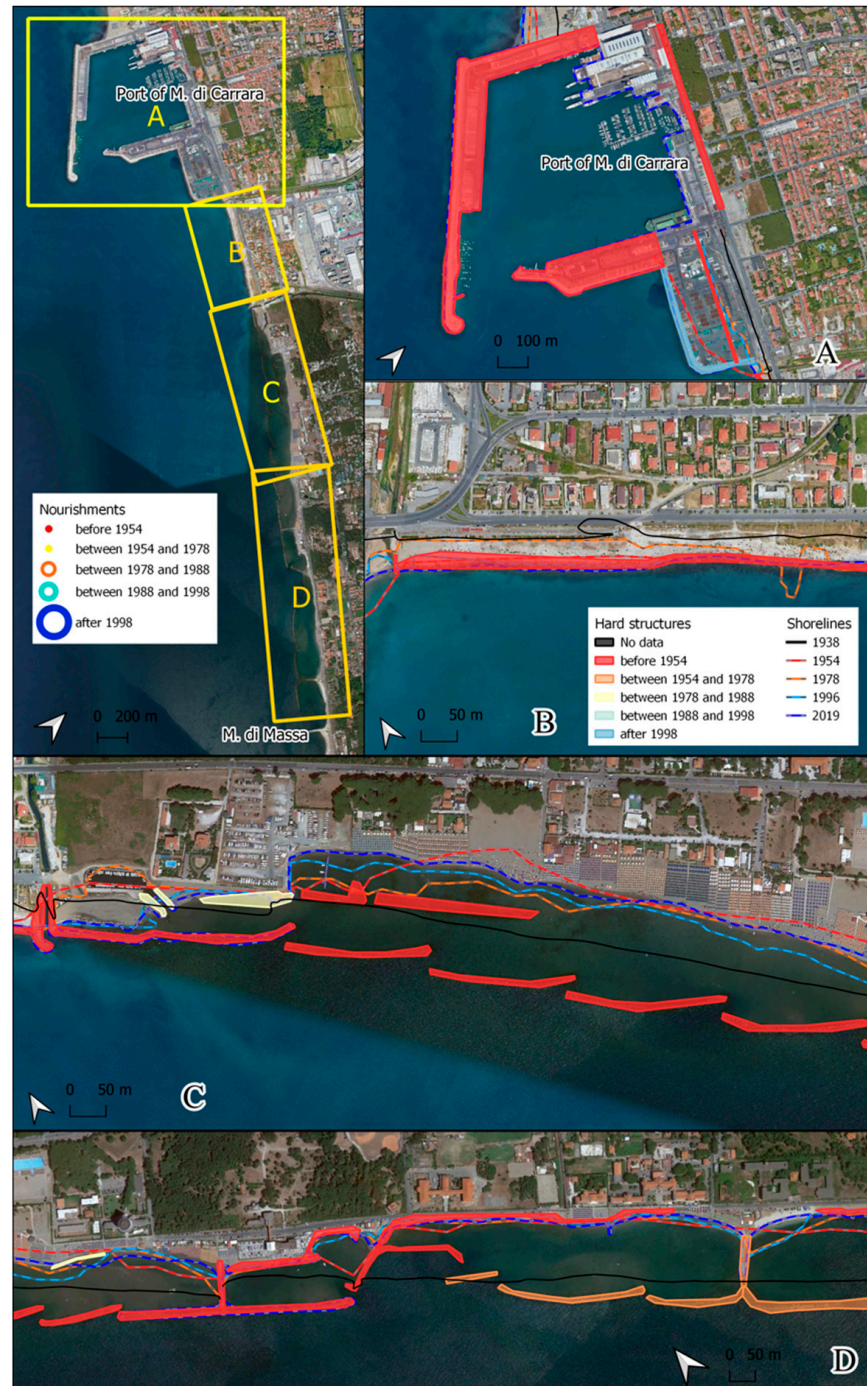 Port of M. di Carrara
A
B
C
D
Nourishments
before 1954
between 1954 and 1978
between 1978 and 1988
between 1988 and 1998
after 1998
0 200 m
M. di Massa
Port of M. di Carrara
0 100 m
A
Hard structures
No data
before 1954
between 1954 and 1978
between 1978 and 1988
between 1988 and 1998
after 1998
Shorelines
1938
1954
1978
1996
2019
0 50 m
B
0 50 m
C
0 50 m
D